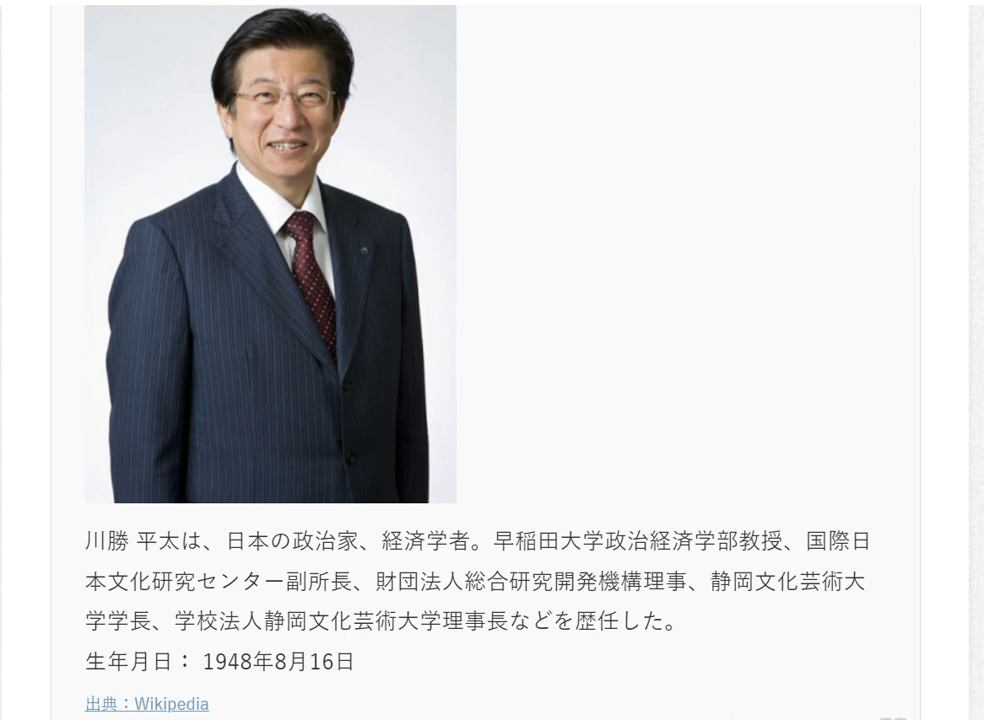 川勝 平太は、日本の政治家、経済学者。早稲田大学政治経済学部教授、国際日
本文化研究センター副所長、財団法人総合研究開発機構理事、静岡文化芸術大
学学長、学校法人静岡文化芸術大学理事長などを歴任した。
生年月日： 1948年8月16日
出典：Wikipedia